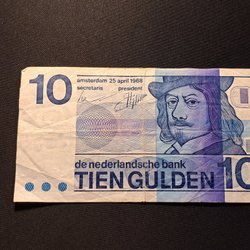 10
amsterdam 25 april 1968
secretaris president
de nederlandsche bank
TIEN GULDEN
10